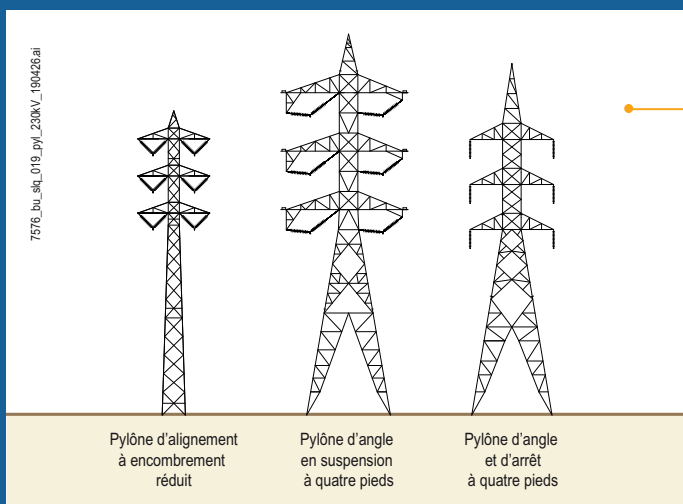 7576_bu_slq_019_pyl_230kV_190426.ai
Pylône d'alignement
à encombrement
réduit
Pylône d'angle
en suspension
à quatre pieds
Pylône d'angle
et d'arrêt
à quatre pieds